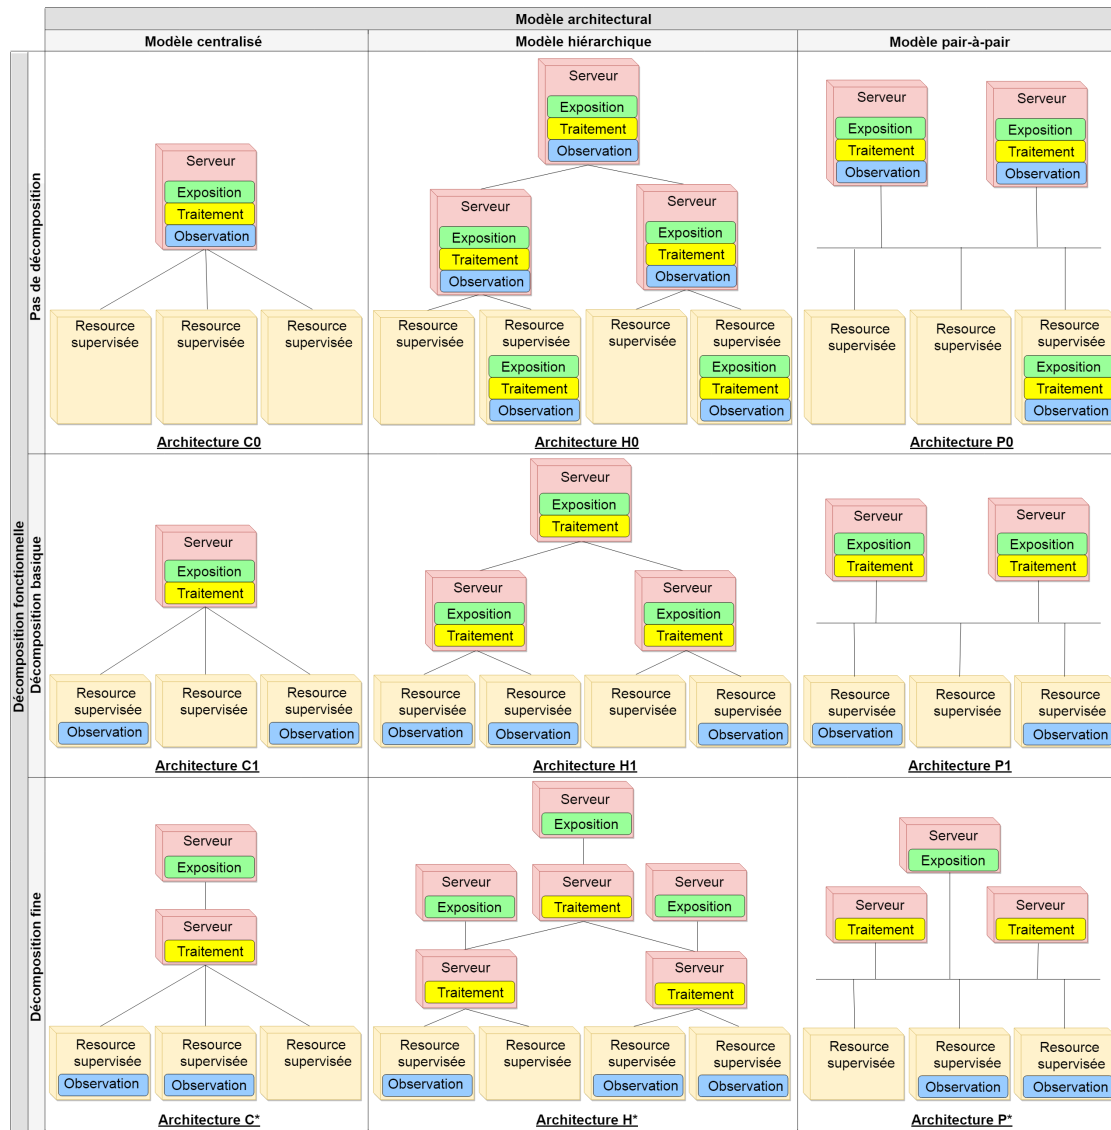 Modèle architectural
Modèle centralisé
Modèle hiérarchique
Modèle pair-à-pair
Décomposition fonctionnelle
Pas de décomposition
Serveur
Exposition
Traitement
Observation
Resource
supervisée
Resource
supervisée
Resource
supervisée
Architecture C0
Serveur
Exposition
Traitement
Observation
Serveur
Exposition
Traitement
Observation
Serveur
Exposition
Traitement
Observation
Resource
supervisée
Resource
supervisée
Exposition
Traitement
Observation
Resource
supervisée
Resource
supervisée
Exposition
Traitement
Observation
Architecture H0
Serveur
Exposition
Traitement
Observation
Serveur
Exposition
Traitement
Observation
Resource
supervisée
Resource
supervisée
Resource
supervisée
Exposition
Traitement
Observation
Architecture P0
Décomposition basique
Serveur
Exposition
Traitement
Resource
supervisée
Observation
Resource
supervisée
Resource
supervisée
Observation
Architecture C1
Serveur
Exposition
Traitement
Serveur
Exposition
Traitement
Serveur
Exposition
Traitement
Resource
supervisée
Observation
Resource
supervisée
Observation
Resource
supervisée
Resource
supervisée
Observation
Architecture H1
Serveur
Exposition
Traitement
Serveur
Exposition
Traitement
Resource
supervisée
Observation
Resource
supervisée
Resource
supervisée
Observation
Architecture P1
Décomposition fine
Serveur
Exposition
Serveur
Traitement
Resource
supervisée
Observation
Resource
supervisée
Observation
Resource
supervisée
Architecture C*
Serveur
Exposition
Serveur
Exposition
Serveur
Traitement
Serveur
Exposition
Serveur
Traitement
Serveur
Traitement
Resource
supervisée
Observation
Resource
supervisée
Resource
supervisée
Observation
Resource
supervisée
Observation
Architecture H*
Serveur
Exposition
Serveur
Traitement
Serveur
Traitement
Resource
supervisée
Resource
supervisée
Observation
Resource
supervisée
Observation
Architecture P*